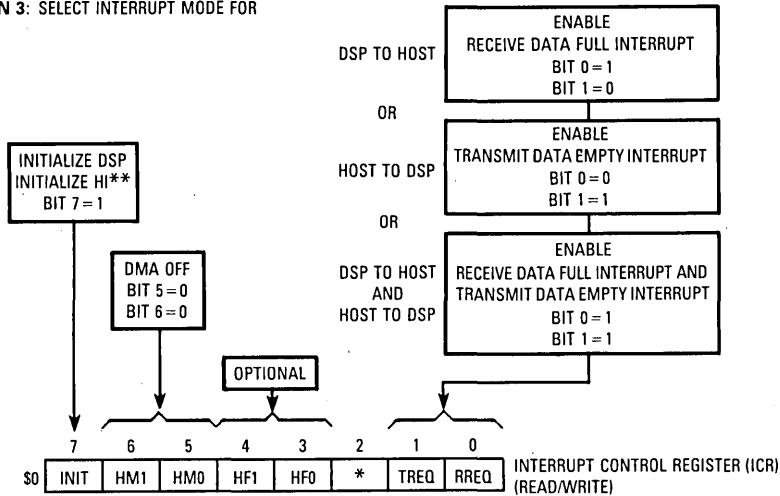 N 3: SELECT INTERRUPT MODE FOR
DSP TO HOST
ENABLE
RECEIVE DATA FULL INTERRUPT
BIT 0=1
BIT 1=0
OR
HOST TO DSP
ENABLE
TRANSMIT DATA EMPTY INTERRUPT
BIT 0=0
BIT 1=1
OR
DSP TO HOST
AND
HOST TO DSP
ENABLE
RECEIVE DATA FULL INTERRUPT AND
TRANSMIT DATA EMPTY INTERRUPT
BIT 0=1
BIT 1=1
INITIALIZE DSP
INITIALIZE HI**
BIT 7=1
DMA OFF
BIT 5=0
BIT 6=0
OPTIONAL
7 6 5 4 3 2 1 0
$0 INIT HM1 HM0 HF1 HF0 * TREQ RREQ
INTERRUPT CONTROL REGISTER (ICR)
(READ/WRITE)